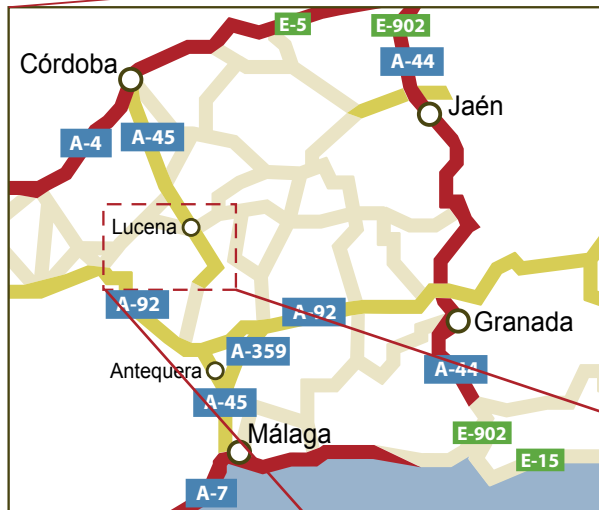 E-5
E-902
Córdoba
A-44
Jaén
A-4
A-45
Lucena
A-92
A-92
Granada
A-359
Antequera
A-44
A-45
Málaga
E-902
E-15
A-7